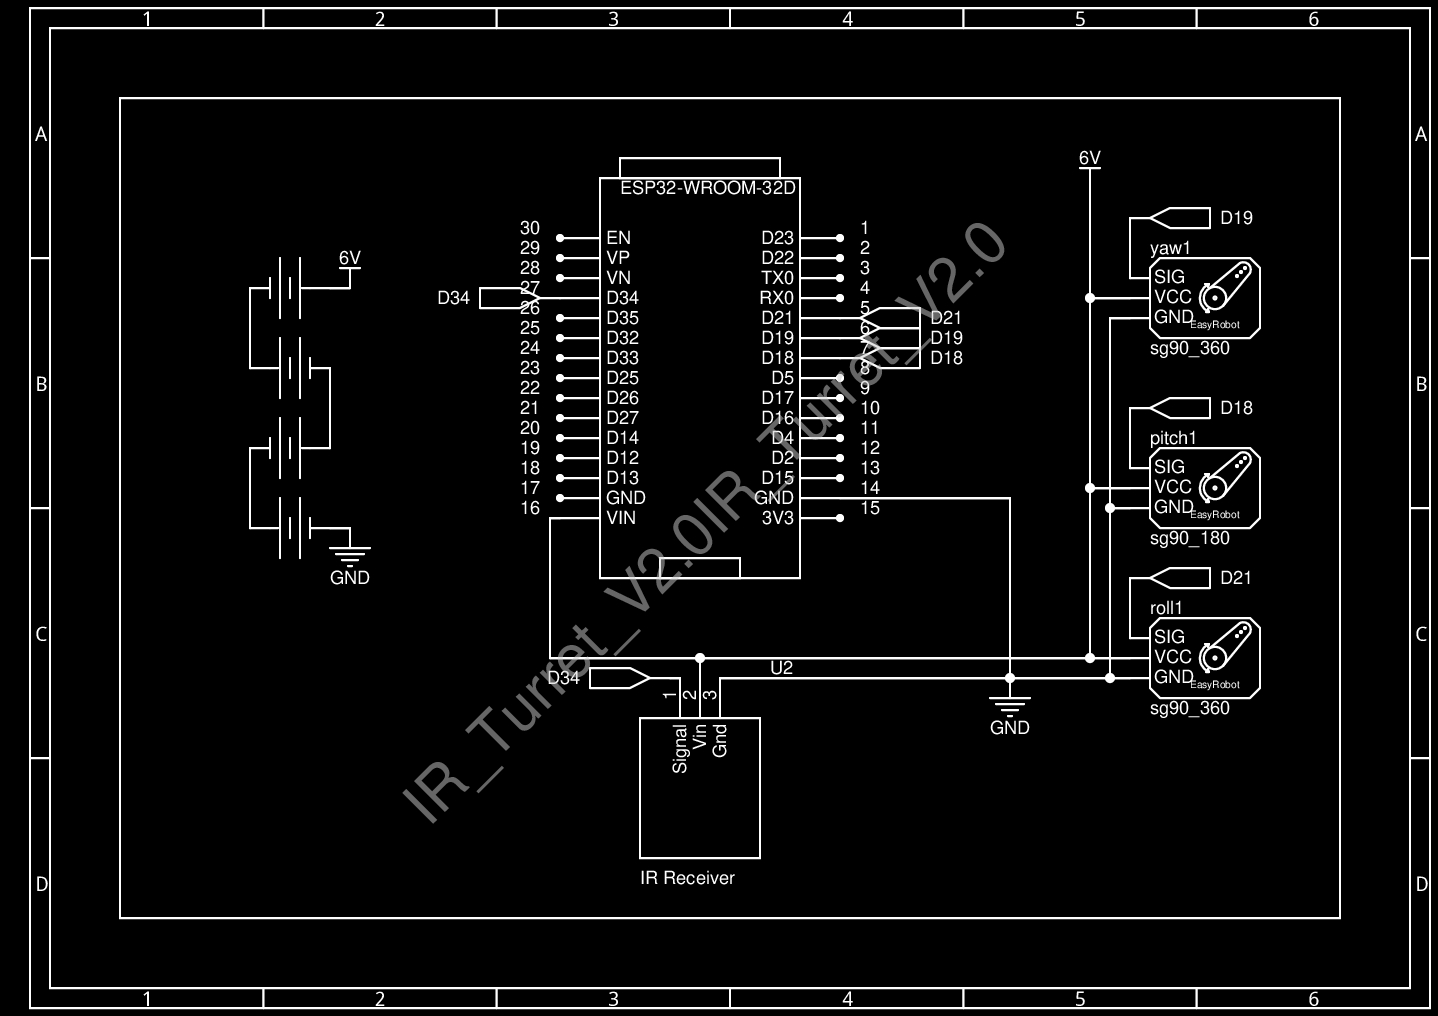 1 2 3 4 5 6
A A
B B
C C
D D
6V
GND
ESP32-WROOM-32D
30 EN D23 1
29 VP D22 2
28 VN TX0 3
D34 27 D34 RX0 4
26 D35 D21 5 D21
25 D32 D19 6 D19
24 D33 D18 7 D18
23 D25 D5 8
22 D26 D17 9
21 D27 D16 10
20 D14 D4 11
19 D12 D2 12
18 D13 D15 13
17 GND GND 14
16 VIN 3V3 15
6V
D19
yaw1
SIG
VCC
GND
EasyRobot
sg90_360
D18
pitch1
SIG
VCC
GND
EasyRobot
sg90_180
D21
roll1
SIG
VCC
GND
EasyRobot
sg90_360
GND
U2
D34
1 2 3
Signal
Vin
Gnd
IR Receiver
IR_Turret_V2.0IR_Turret_V2.0
1 2 3 4 5 6